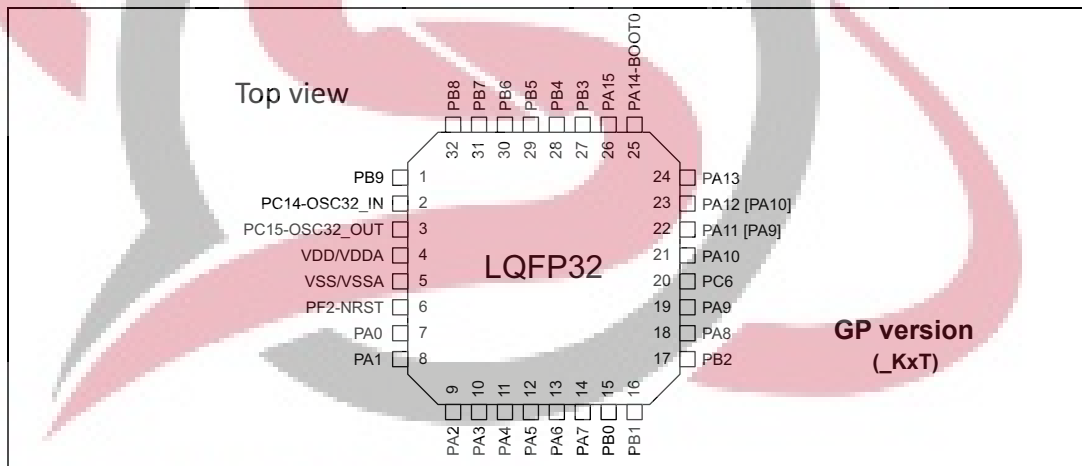 Top view
PB8
PB7
PB6
PB5
PB4
PB3
PA15
PA14-BOOT0
32
31
30
29
28
27
26
25
PB9 1
PC14-OSC32_IN 2
PC15-OSC32_OUT 3
VDD/VDDA 4
VSS/VSSA 5
PF2-NRST 6
PA0 7
PA1 8
LQFP32
24 PA13
23 PA12 [PA10]
22 PA11 [PA9]
21 PA10
20 PC6
19 PA9
18 PA8
17 PB2
GP version
(_KxT)
9
10
11
12
13
14
15
16
PA2
PA3
PA4
PA5
PA6
PA7
PB0
PB1